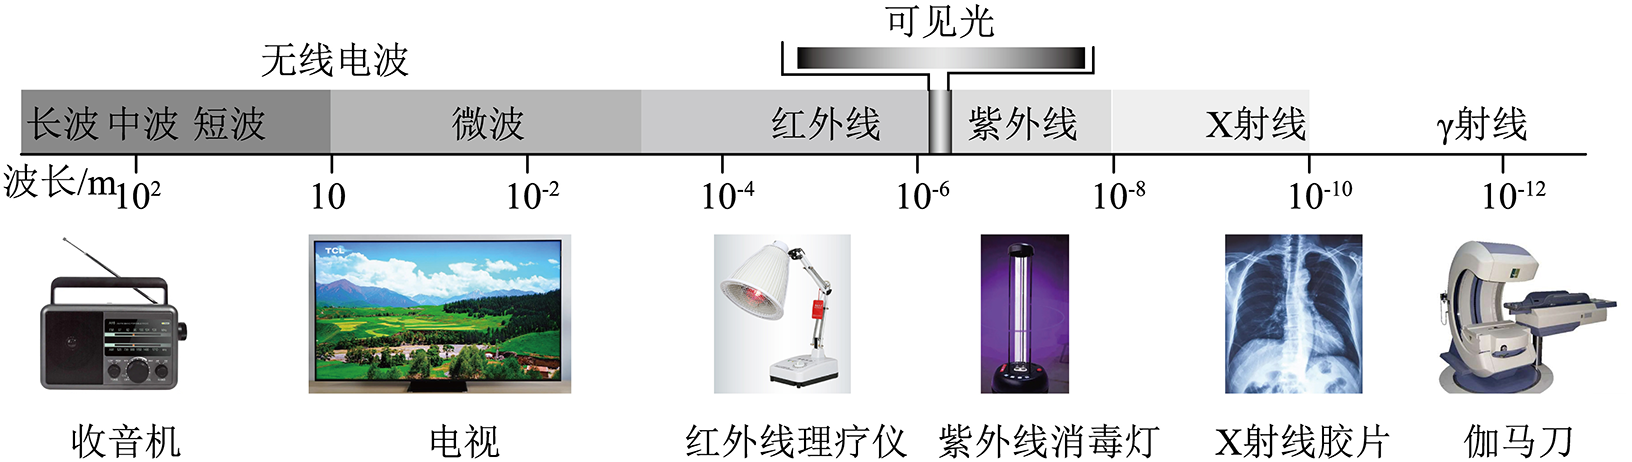 可见光
无线电波
长波 中波 短波 微波 红外线 紫外线 X射线 γ射线
波长/m 10² 10 10⁻² 10⁻⁴ 10⁻⁶ 10⁻⁸ 10⁻¹⁰ 10⁻¹²
TCL
收音机 电视 红外线理疗仪 紫外线消毒灯 X射线胶片 伽马刀